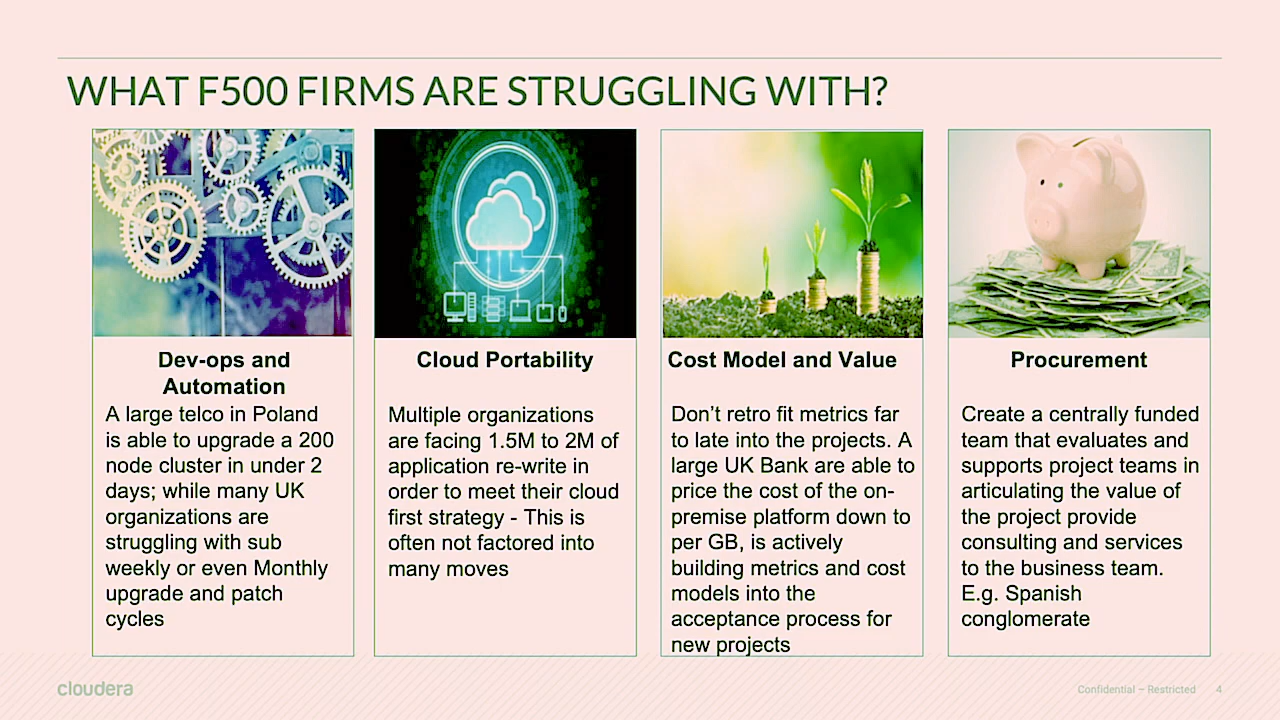 WHAT F500 FIRMS ARE STRUGGLING WITH?
Dev-ops and
Automation
A large telco in Poland
is able to upgrade a 200
node cluster in under 2
days; while many UK
organizations are
struggling with sub
weekly or even Monthly
upgrade and patch
cycles
Cloud Portability
Multiple organizations
are facing 1.5M to 2M of
application re-write in
order to meet their cloud
first strategy - This is
often not factored into
many moves
Cost Model and Value
Don’t retro fit metrics far
to late into the projects. A
large UK Bank are able to
price the cost of the on-
premise platform down to
per GB, is actively
building metrics and cost
models into the
acceptance process for
new projects
Procurement
Create a centrally funded
team that evaluates and
supports project teams in
articulating the value of
the project provide
consulting and services
to the business team.
E.g. Spanish
conglomerate
cloudera
Confidential – Restricted 4